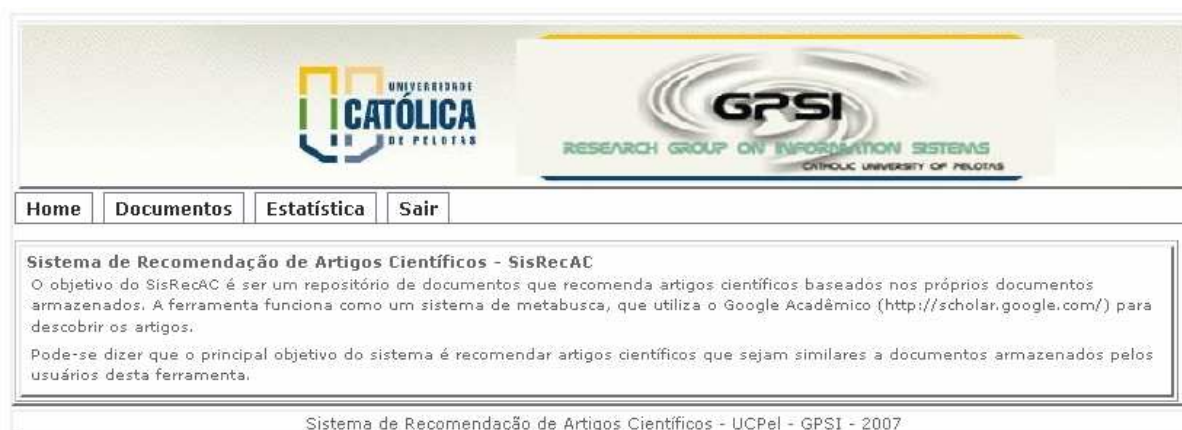 UNIVERSIDADE
CATÓLICA
DE PELOTAS
GPSI
RESEARCH GROUP ON INFORMATION SISTEMS
CATHOLIC UNIVERSITY OF PELOTAS
Home Documentos Estatística Sair
Sistema de Recomendação de Artigos Científicos - SisRecAC
O objetivo do SisRecAC é ser um repositório de documentos que recomenda artigos científicos baseados nos próprios documentos
armazenados. A ferramenta funciona como um sistema de metabusca, que utiliza o Google Acadêmico (http://scholar.google.com/) para
descobrir os artigos.
Pode-se dizer que o principal objetivo do sistema é recomendar artigos científicos que sejam similares a documentos armazenados pelos
usuários desta ferramenta.
Sistema de Recomendação de Artigos Científicos - UCPel - GPSI - 2007